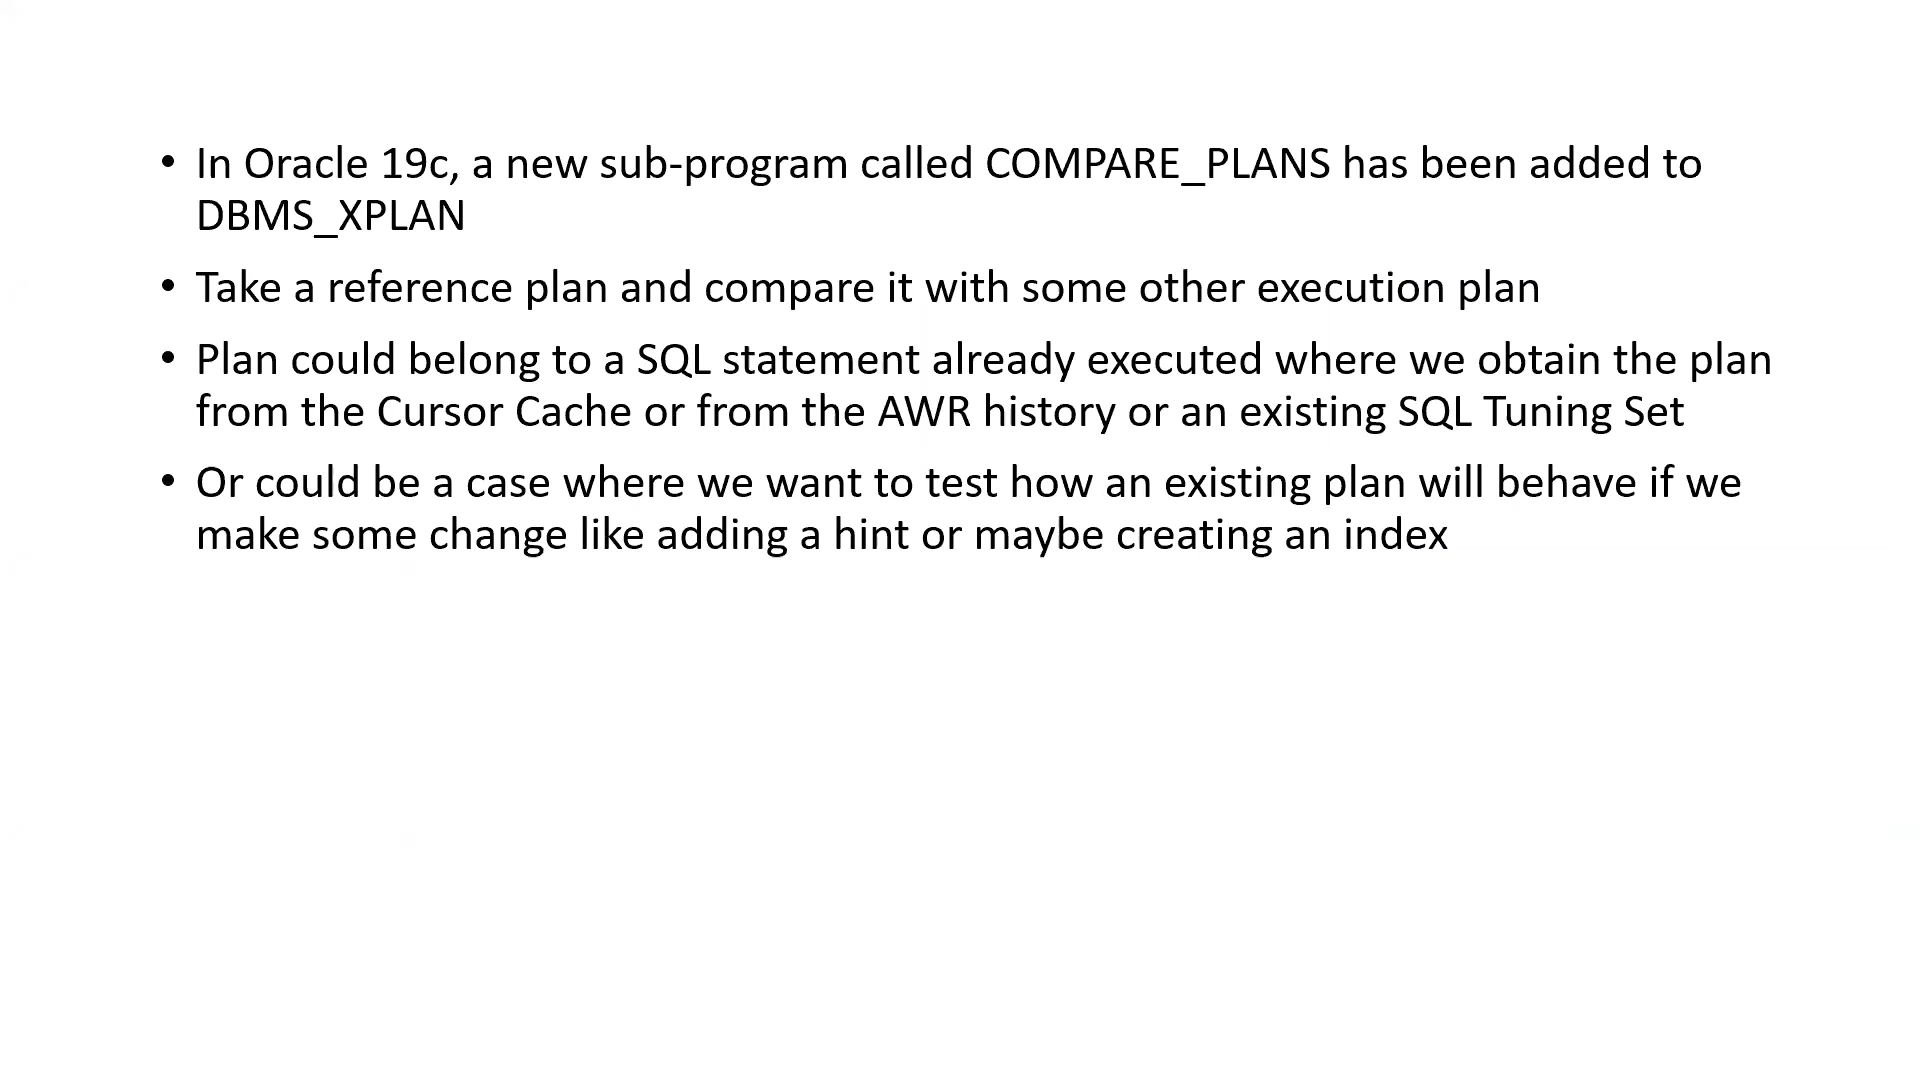 • In Oracle 19c, a new sub-program called COMPARE_PLANS has been added to
DBMS_XPLAN
• Take a reference plan and compare it with some other execution plan
• Plan could belong to a SQL statement already executed where we obtain the plan
from the Cursor Cache or from the AWR history or an existing SQL Tuning Set
• Or could be a case where we want to test how an existing plan will behave if we
make some change like adding a hint or maybe creating an index